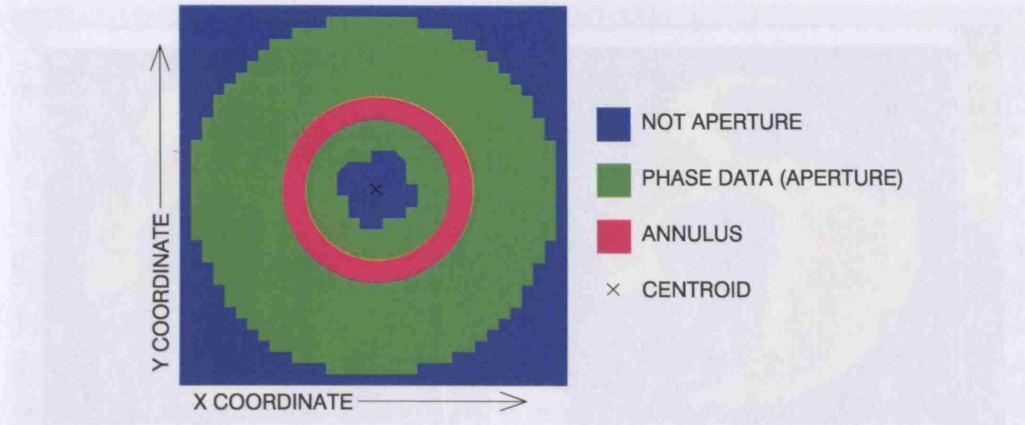 Y COORDINATE
X COORDINATE
NOT APERTURE
PHASE DATA (APERTURE)
ANNULUS
× CENTROID